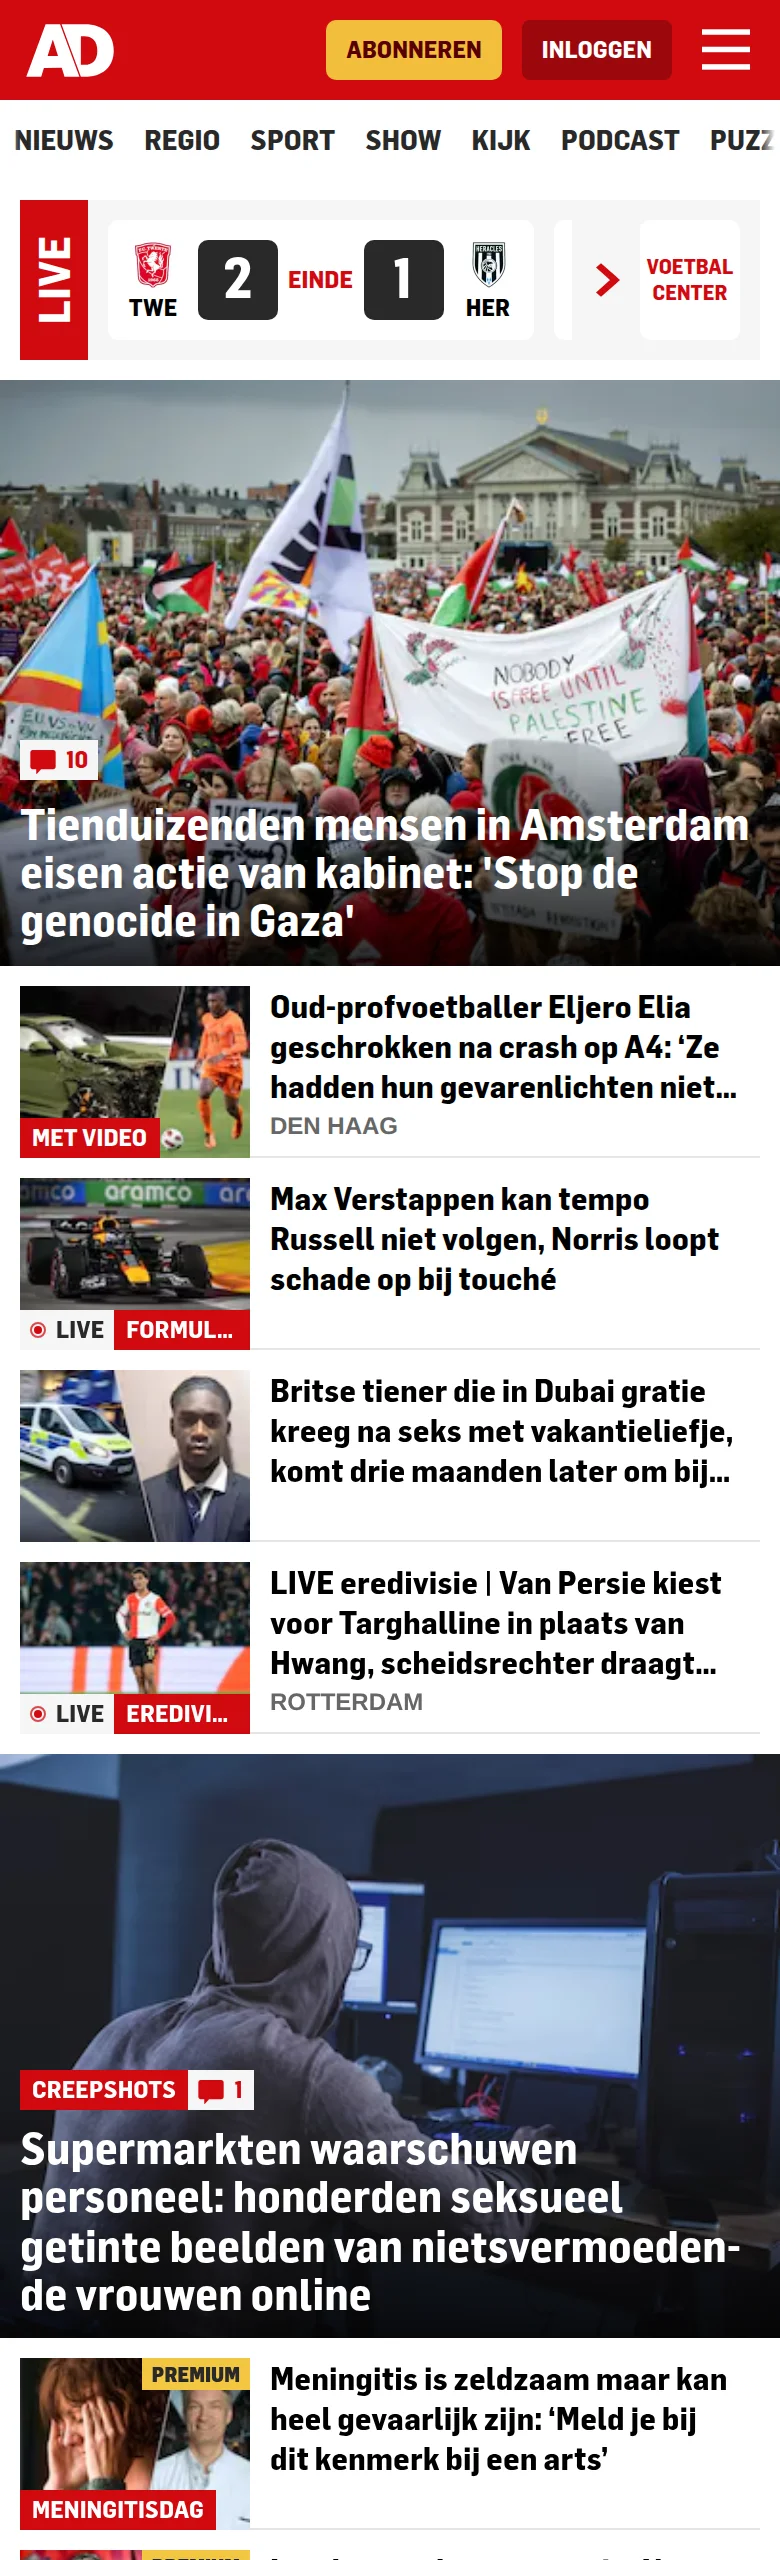 AD
ABONNEREN
INLOGGEN
NIEUWS REGIO SPORT SHOW KIJK PODCAST PUZZ
LIVE
TWE
2
EINDE
1
HERACLES
HER
VOETBAL
CENTER
NOBODY
IS FREE UNTIL
PALESTINE
IS FREE
10
Tienduizenden mensen in Amsterdam
eisen actie van kabinet: 'Stop de
genocide in Gaza'
MET VIDEO
Oud-profvoetballer Eljero Elia
geschrokken na crash op A4: ‘Ze
hadden hun gevarenlichten niet...
DEN HAAG
aramco
LIVE
FORMUL...
Max Verstappen kan tempo
Russell niet volgen, Norris loopt
schade op bij touché
Britse tiener die in Dubai gratie
kreeg na seks met vakantieliefje,
komt drie maanden later om bij...
LIVE
EREDIVI...
LIVE eredivisie | Van Persie kiest
voor Targhalline in plaats van
Hwang, scheidsrechter draagt...
ROTTERDAM
CREEPSHOTS
1
Supermarkten waarschuwen
personeel: honderden seksueel
getinte beelden van nietsvermoeden-
de vrouwen online
PREMIUM
MENINGITISDAG
Meningitis is zeldzaam maar kan
heel gevaarlijk zijn: ‘Meld je bij
dit kenmerk bij een arts’